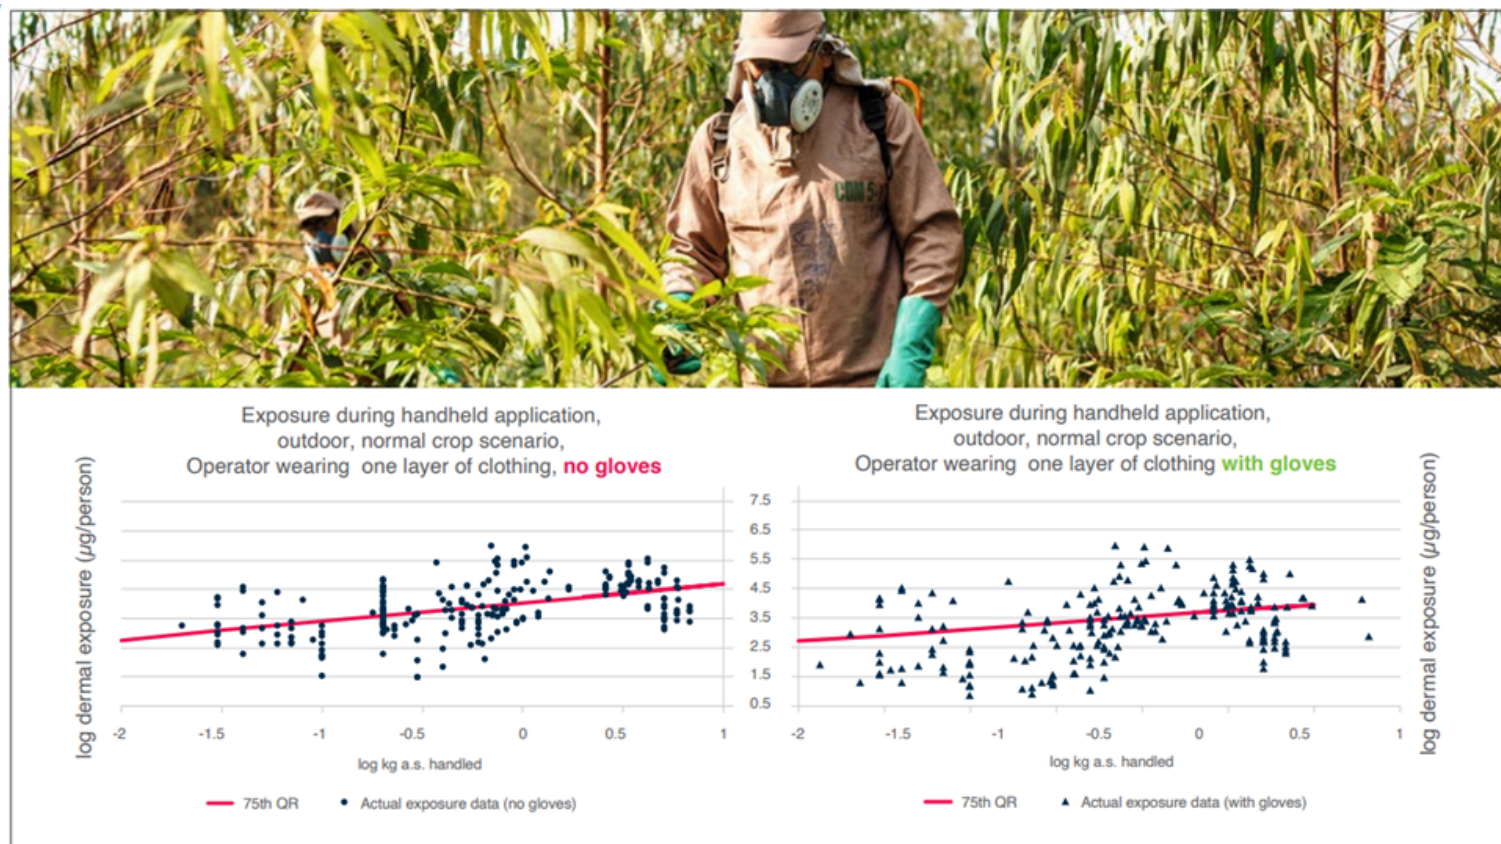 CDM 5
Exposure during handheld application,
outdoor, normal crop scenario,
Operator wearing one layer of clothing, no gloves
log dermal exposure (µg/person)
-2 -1.5 -1 -0.5 0 0.5 1
log kg a.s. handled
75th QR Actual exposure data (no gloves)
Exposure during handheld application,
outdoor, normal crop scenario,
Operator wearing one layer of clothing with gloves
7.5
6.5
5.5
4.5
3.5
2.5
1.5
0.5
log dermal exposure (µg/person)
-2 -1 -0.5 0 0.5
log kg a.s. handled
75th QR Actual exposure data (with gloves)